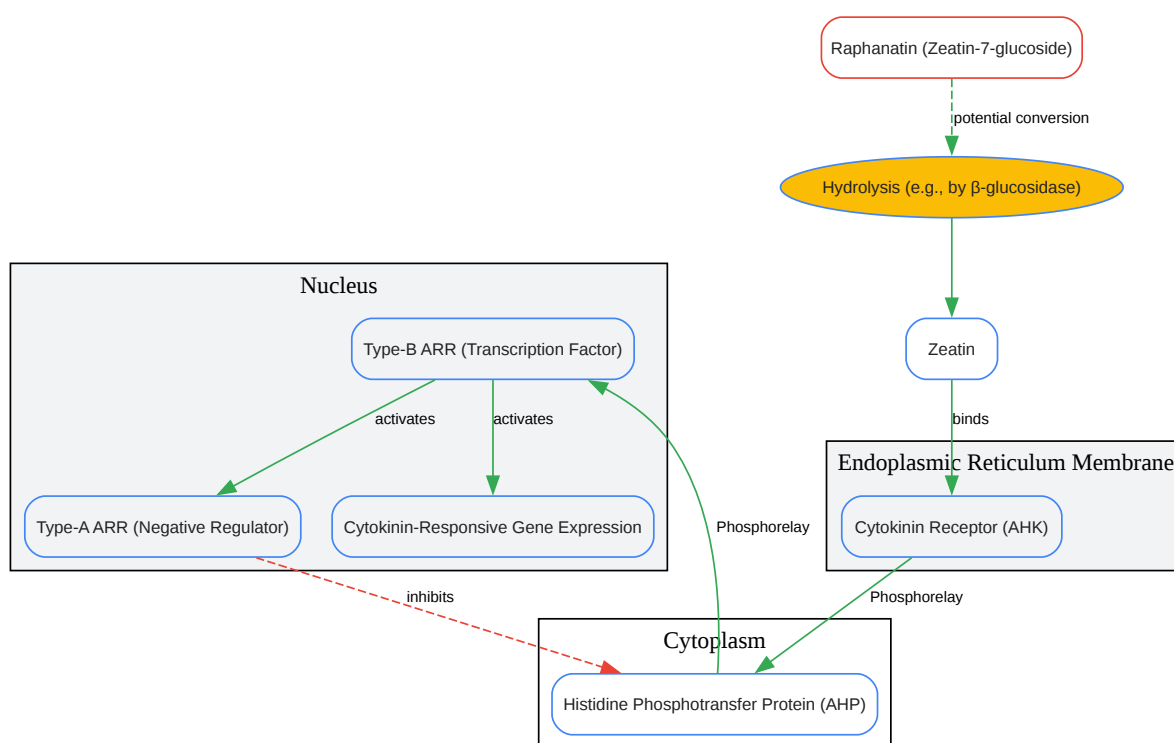 Raphanatin (Zeatin-7-glucoside)
potential conversion
Hydrolysis (e.g., by β-glucosidase)
Nucleus
Type-B ARR (Transcription Factor)
Zeatin
activates
activates
binds
Endoplasmic Reticulum Membrane
Type-A ARR (Negative Regulator)
Cytokinin-Responsive Gene Expression
Cytokinin Receptor (AHK)
Phosphorelay
inhibits
Phosphorelay
Cytoplasm
Histidine Phosphotransfer Protein (AHP)